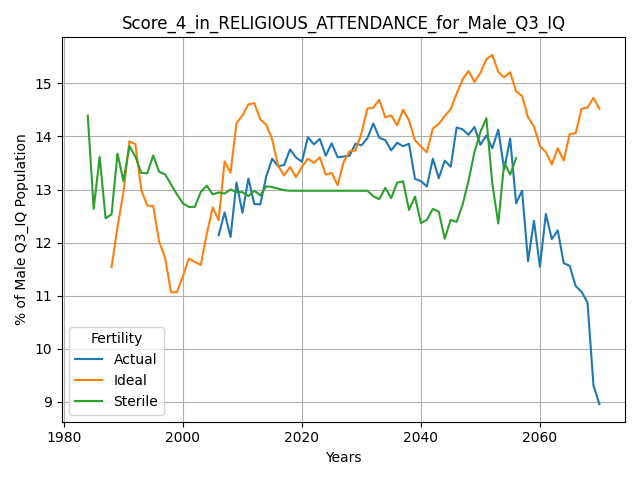 Score_4_in_RELIGIOUS_ATTENDANCE_for_Male_Q3_IQ
% of Male Q3_IQ Population
15
14
13
12
11
10
9
Fertility
Actual
Ideal
Sterile
1980 2000 2020 2040 2060
Years